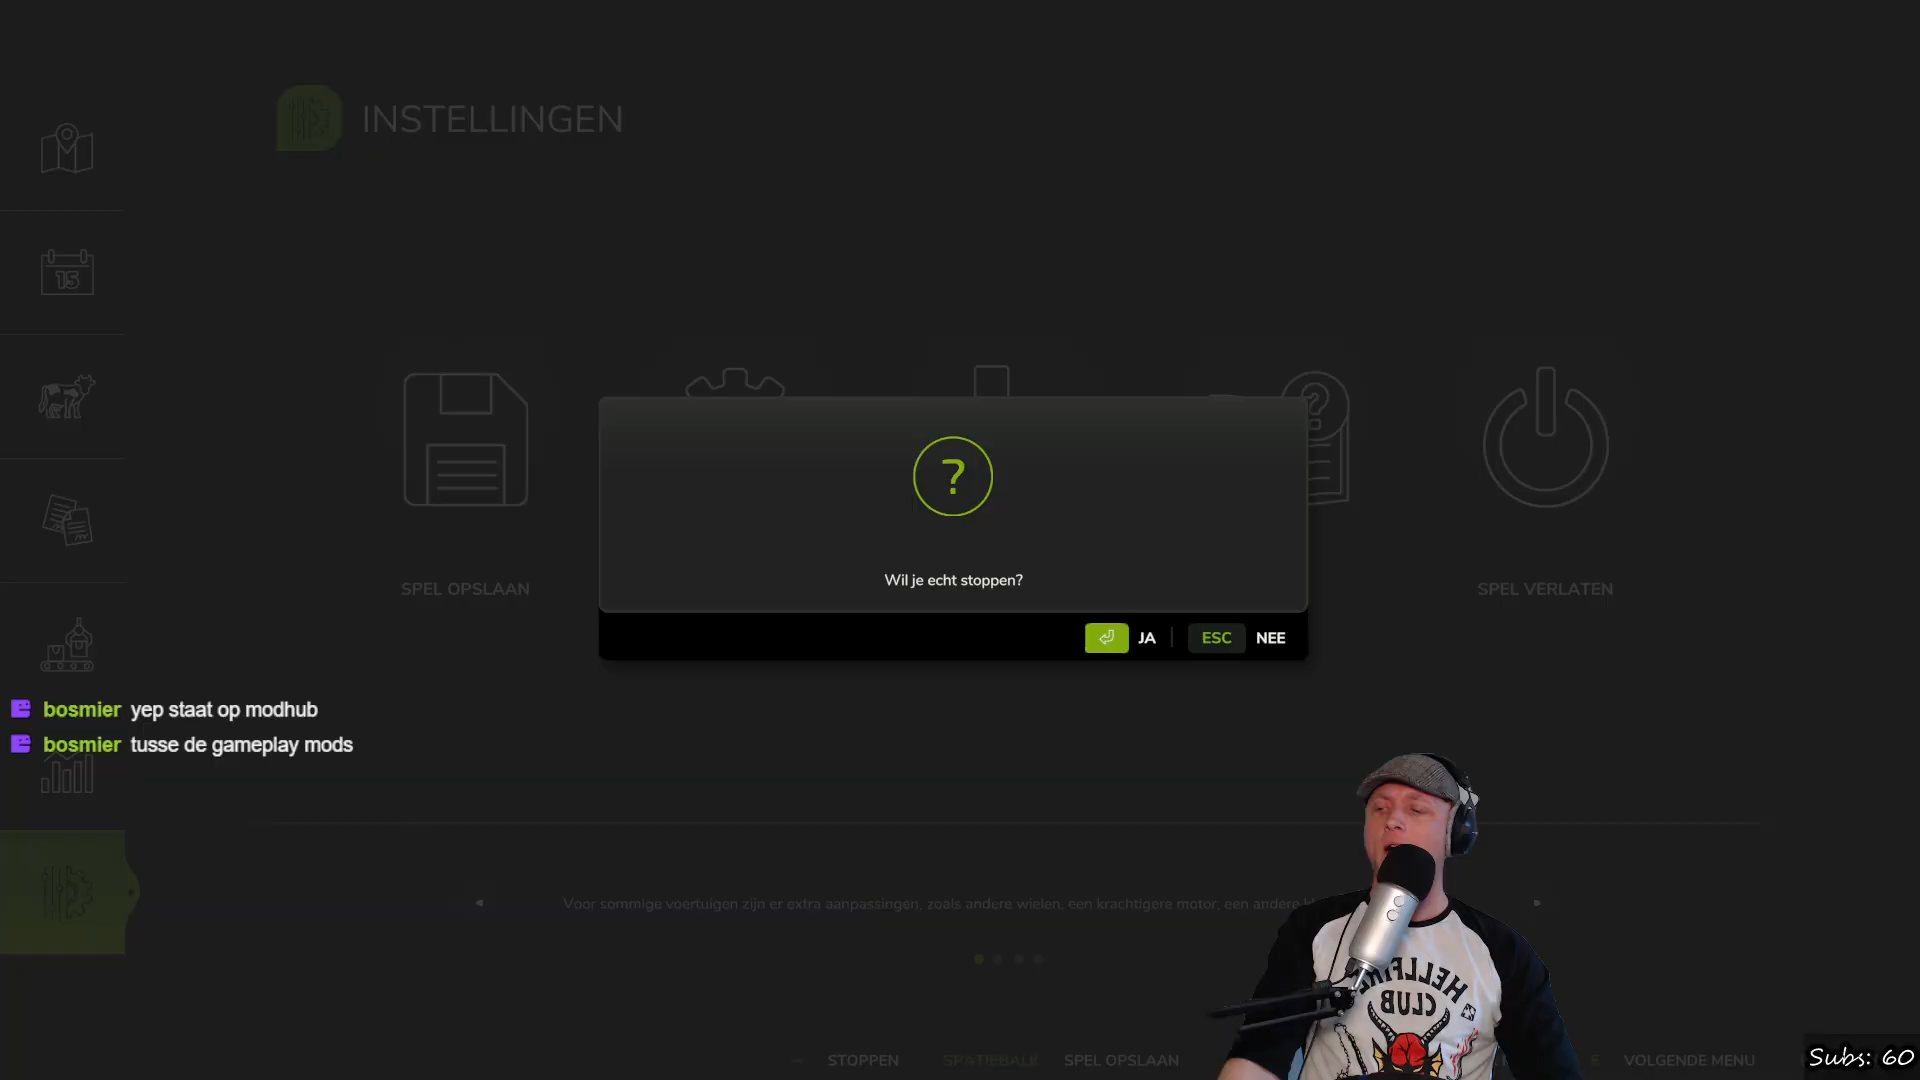 INSTELLINGEN
15
SPEL OPSLAAN
SPEL VERLATEN
?
?
Wil je echt stoppen?
JA
ESC NEE
bosmier yep staat op modhub
bosmier tusse de gameplay mods
Voor sommige voertuigen zijn er extra aanpassingen, zoals andere wielen, een krachtigere motor, een andere
HELLFIRE
CLUB
STOPPEN
SPATIEBALK SPEL OPSLAAN
E VOLGENDE MENU
Subs: 60